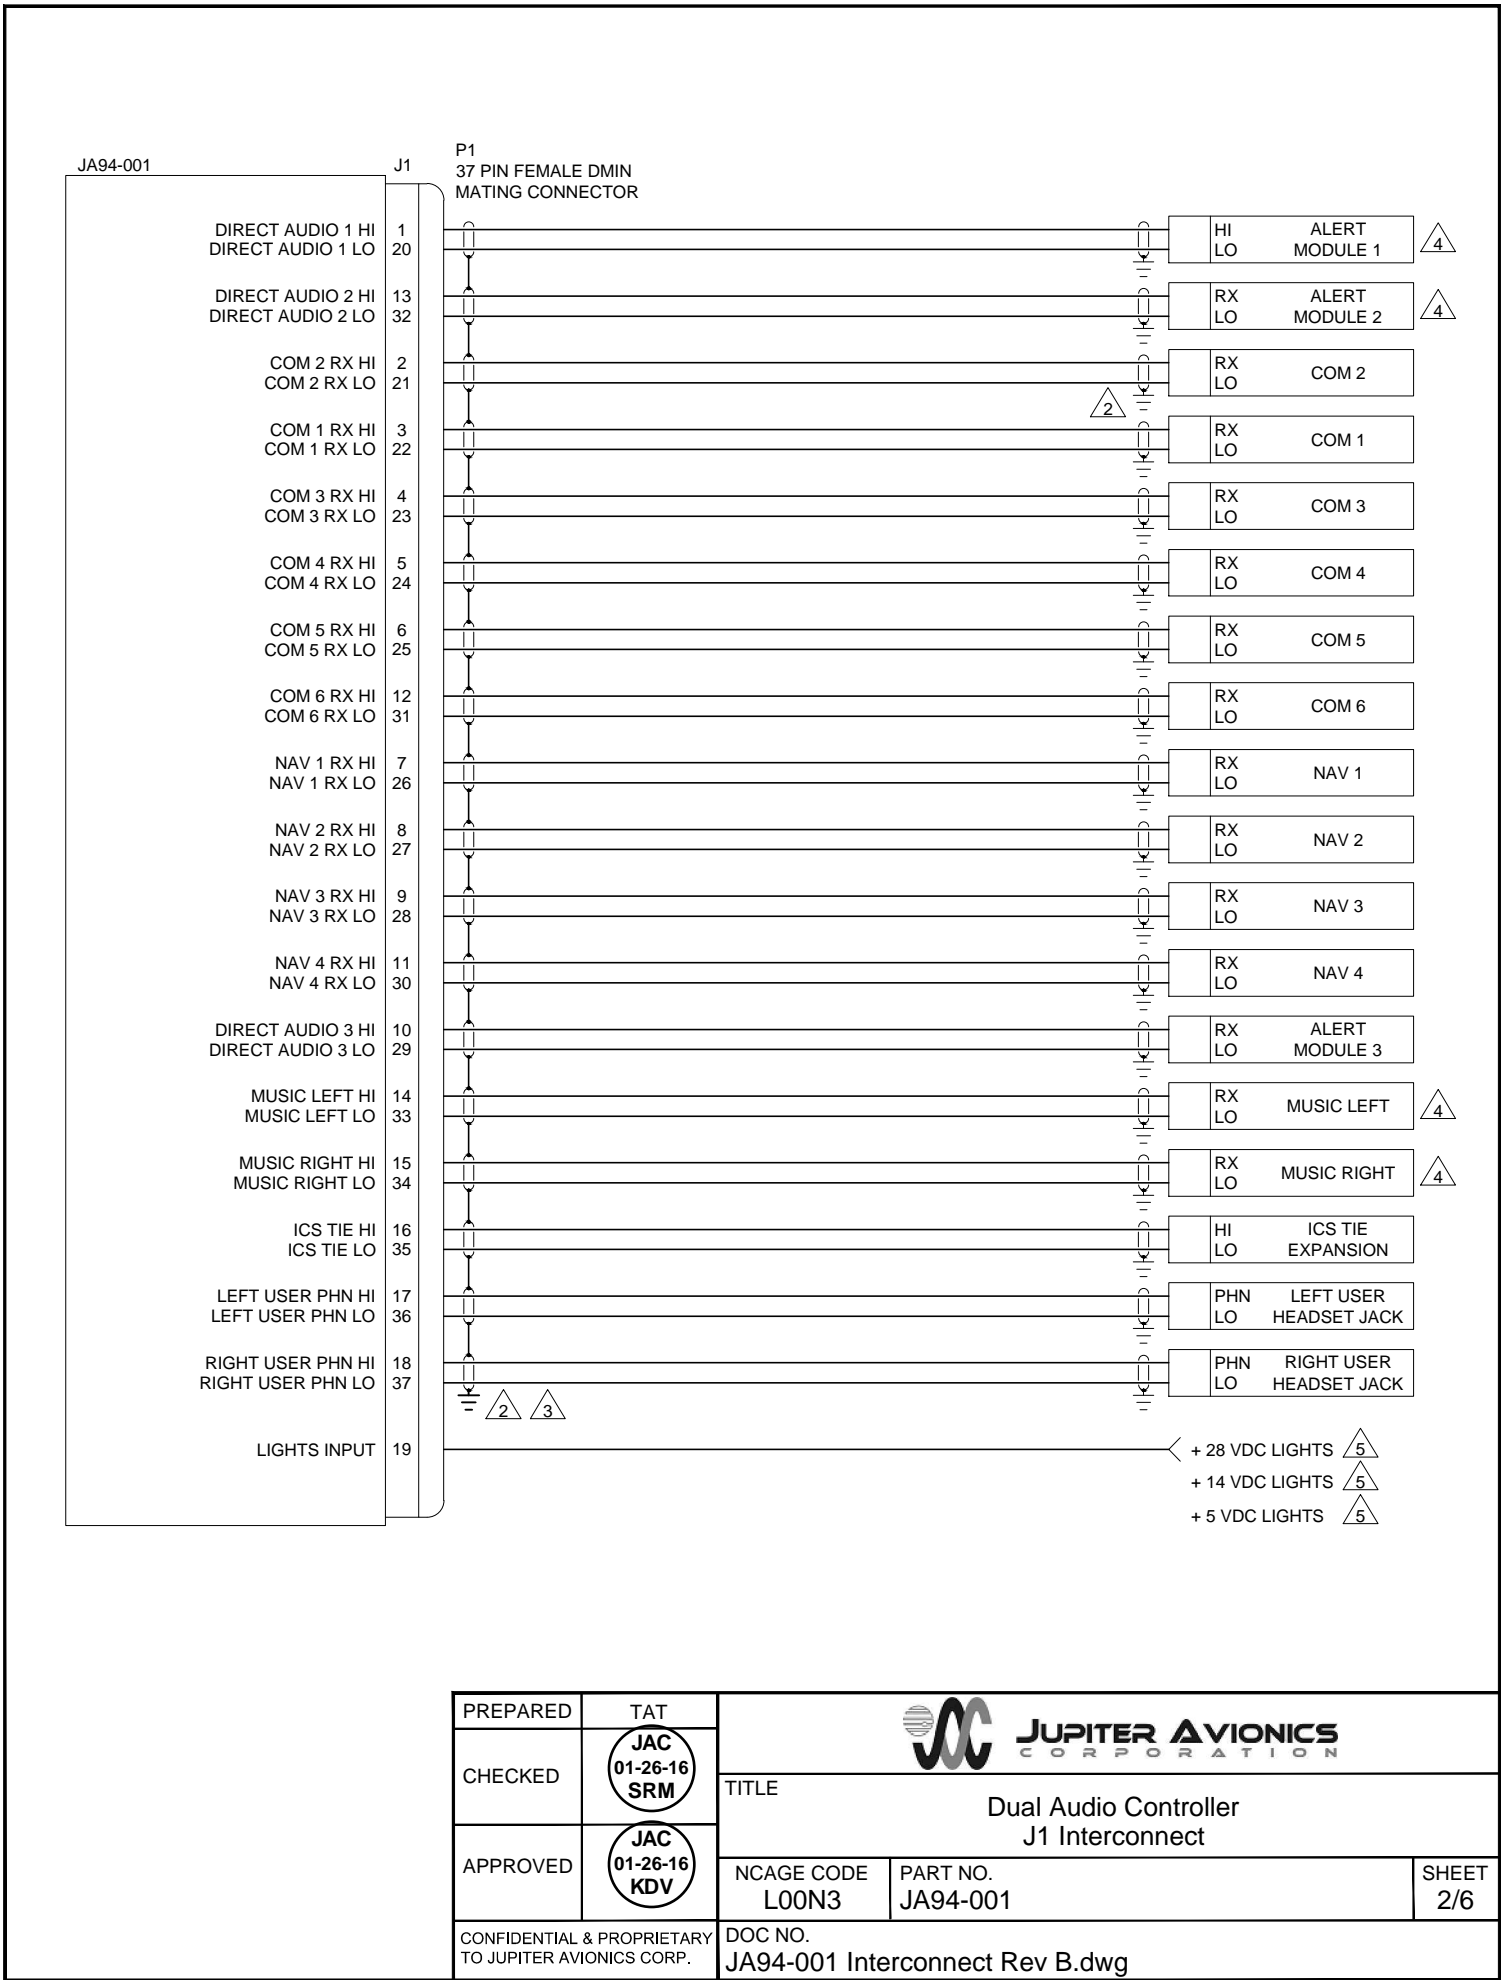 JA94-001 J1 P1
37 PIN FEMALE DMIN
MATING CONNECTOR
DIRECT AUDIO 1 HI 1 HI ALERT
DIRECT AUDIO 1 LO 20 LO MODULE 1 4
DIRECT AUDIO 2 HI 13 RX ALERT
DIRECT AUDIO 2 LO 32 LO MODULE 2 4
COM 2 RX HI 2 RX
COM 2 RX LO 21 LO COM 2
2
COM 1 RX HI 3 RX
COM 1 RX LO 22 LO COM 1
COM 3 RX HI 4 RX
COM 3 RX LO 23 LO COM 3
COM 4 RX HI 5 RX
COM 4 RX LO 24 LO COM 4
COM 5 RX HI 6 RX
COM 5 RX LO 25 LO COM 5
COM 6 RX HI 12 RX
COM 6 RX LO 31 LO COM 6
NAV 1 RX HI 7 RX
NAV 1 RX LO 26 LO NAV 1
NAV 2 RX HI 8 RX
NAV 2 RX LO 27 LO NAV 2
NAV 3 RX HI 9 RX
NAV 3 RX LO 28 LO NAV 3
NAV 4 RX HI 11 RX
NAV 4 RX LO 30 LO NAV 4
DIRECT AUDIO 3 HI 10 RX ALERT
DIRECT AUDIO 3 LO 29 LO MODULE 3
MUSIC LEFT HI 14 RX
MUSIC LEFT LO 33 LO MUSIC LEFT 4
MUSIC RIGHT HI 15 RX
MUSIC RIGHT LO 34 LO MUSIC RIGHT 4
ICS TIE HI 16 HI ICS TIE
ICS TIE LO 35 LO EXPANSION
LEFT USER PHN HI 17 PHN LEFT USER
LEFT USER PHN LO 36 LO HEADSET JACK
RIGHT USER PHN HI 18 PHN RIGHT USER
RIGHT USER PHN LO 37 LO HEADSET JACK
2 3
LIGHTS INPUT 19 + 28 VDC LIGHTS 5
+ 14 VDC LIGHTS 5
+ 5 VDC LIGHTS 5
PREPARED TAT
CHECKED
JAC
01-26-16
SRM
APPROVED
JAC
01-26-16
KDV
CONFIDENTIAL & PROPRIETARY
TO JUPITER AVIONICS CORP.
JUPITER AVIONICS
CORPORATION
TITLE
Dual Audio Controller
J1 Interconnect
NCAGE CODE
L00N3
PART NO.
JA94-001
SHEET
2/6
DOC NO.
JA94-001 Interconnect Rev B.dwg